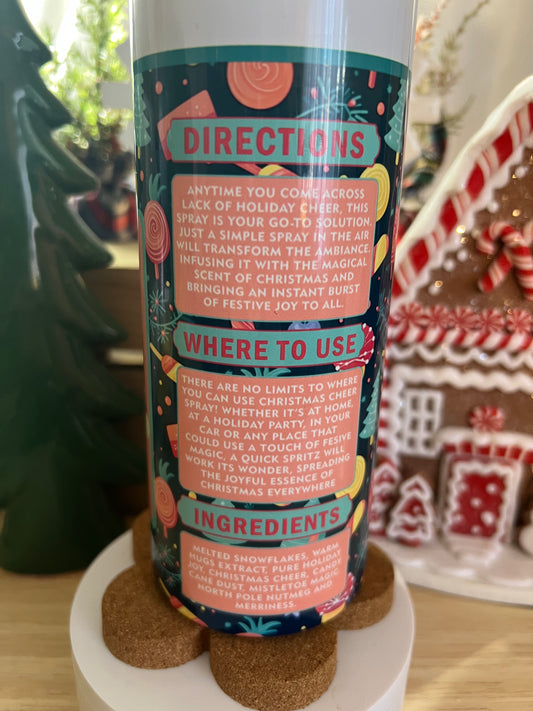 DIRECTIONS
ANYTIME YOU COME ACROSS
LACK OF HOLIDAY CHEER, THIS
SPRAY IS YOUR GO-TO SOLUTION.
JUST A SIMPLE SPRAY IN THE AIR
WILL TRANSFORM THE AMBIANCE,
INFUSING IT WITH THE MAGICAL
SCENT OF CHRISTMAS AND
BRINGING AN INSTANT BURST
OF FESTIVE JOY TO ALL.
WHERE TO USE
THERE ARE NO LIMITS TO WHERE
YOU CAN USE CHRISTMAS CHEER
SPRAY! WHETHER IT'S AT HOME,
AT A HOLIDAY PARTY, IN YOUR
CAR OR ANY PLACE THAT
COULD USE A TOUCH OF FESIVE
MAGIC, A QUICK SPRITZ WILL
WORK ITS WONDER, SPREADING
THE JOYFUL ESSENCE OF
CHRISTMAS EVERYWHERE
INGREDIENTS
MELTED SNOWFLAKES, WARM
HUGS EXTRACT, PURE HOLIDAY
JOY, CHRISTMAS CHEER, CANDY
CANE DUST, MISTLETOE MAGIC,
NORTH POLE NUTMEG AND
MERRINESS.